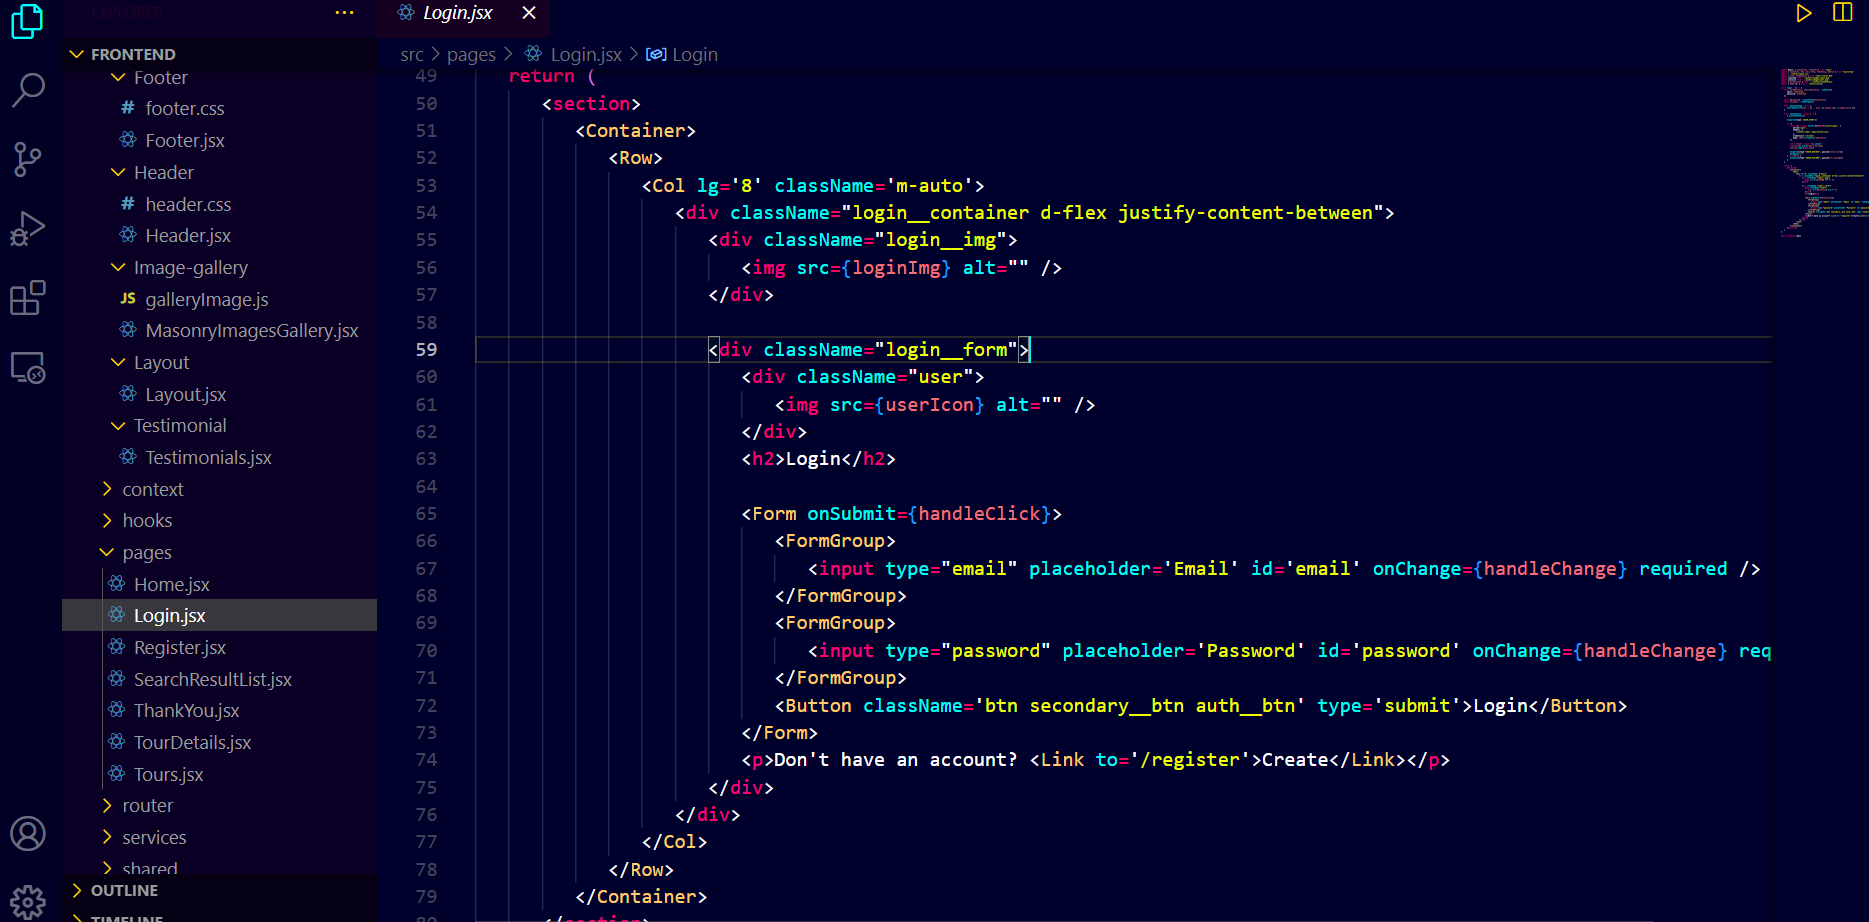 EXPLORER
FRONTEND
Footer
# footer.css
Footer.jsx
Header
# header.css
Header.jsx
Image-gallery
JS galleryImage.js
MasonryImagesGallery.jsx
Layout
Layout.jsx
Testimonial
Testimonials.jsx
context
hooks
pages
Home.jsx
Login.jsx
Register.jsx
SearchResultList.jsx
ThankYou.jsx
TourDetails.jsx
Tours.jsx
router
services
shared
OUTLINE
TIMELINE
Login.jsx
src > pages > Login.jsx > Login
49 return (
50 <section>
51 <Container>
52 <Row>
53 <Col lg='8' className='m-auto'>
54 <div className="login__container d-flex justify-content-between">
55 <div className="login__img">
56 <img src={loginImg} alt="" />
57 </div>
58
59 <div className="login__form">
60 <div className="user">
61 <img src={userIcon} alt="" />
62 </div>
63 <h2>Login</h2>
64
65 <Form onSubmit={handleClick}>
66 <FormGroup>
67 <input type="email" placeholder='Email' id='email' onChange={handleChange} required />
68 </FormGroup>
69 <FormGroup>
70 <input type="password" placeholder='Password' id='password' onChange={handleChange} req
71 </FormGroup>
72 <Button className='btn secondary__btn auth__btn' type='submit'>Login</Button>
73 </Form>
74 <p>Don't have an account? <Link to='/register'>Create</Link></p>
75 </div>
76 </div>
77 </Col>
78 </Row>
79 </Container>
80 </section>